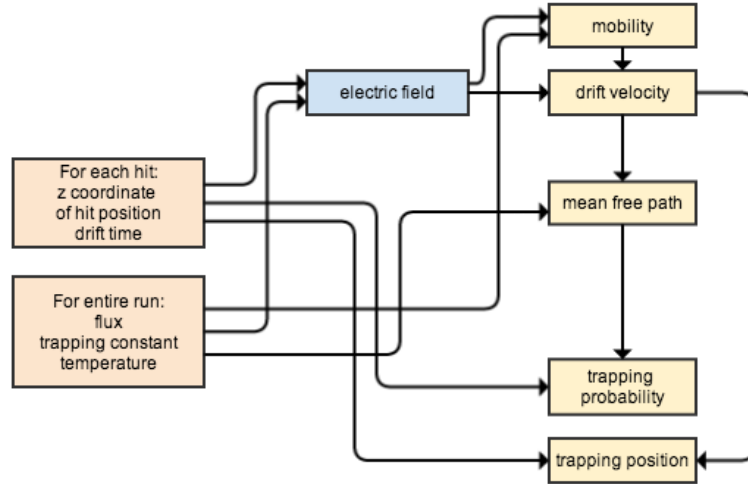 mobility
electric field
drift velocity
For each hit:
z coordinate
of hit position
drift time
mean free path
For entire run:
flux
trapping constant
temperature
trapping
probability
trapping position